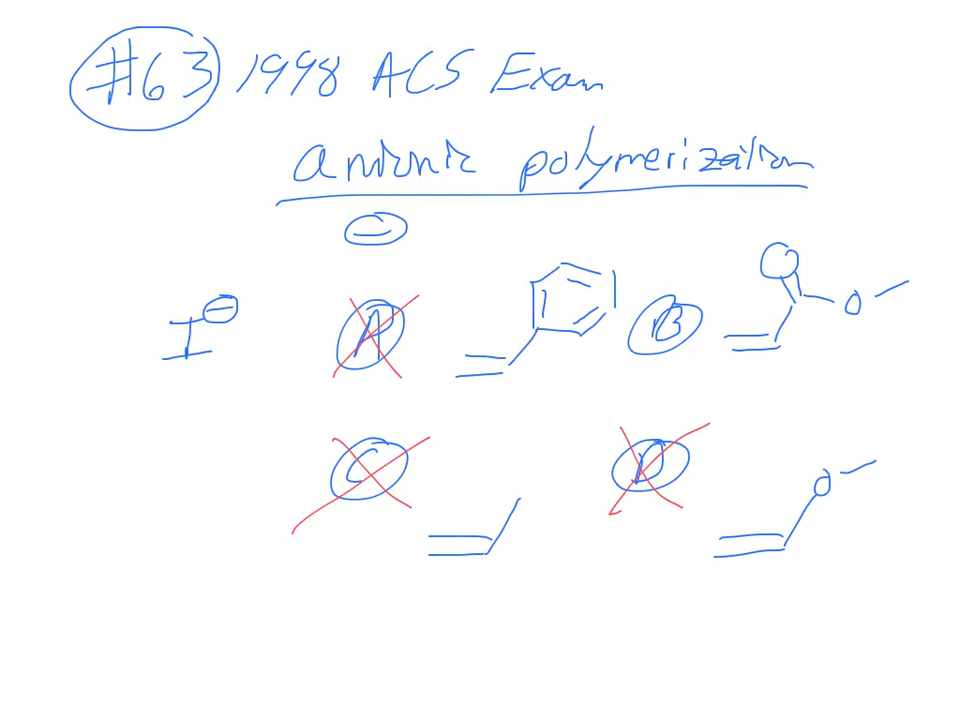 #63 1998 ACS Exam
anionic polymerization
⊖
I⊖ A B O O
C D O